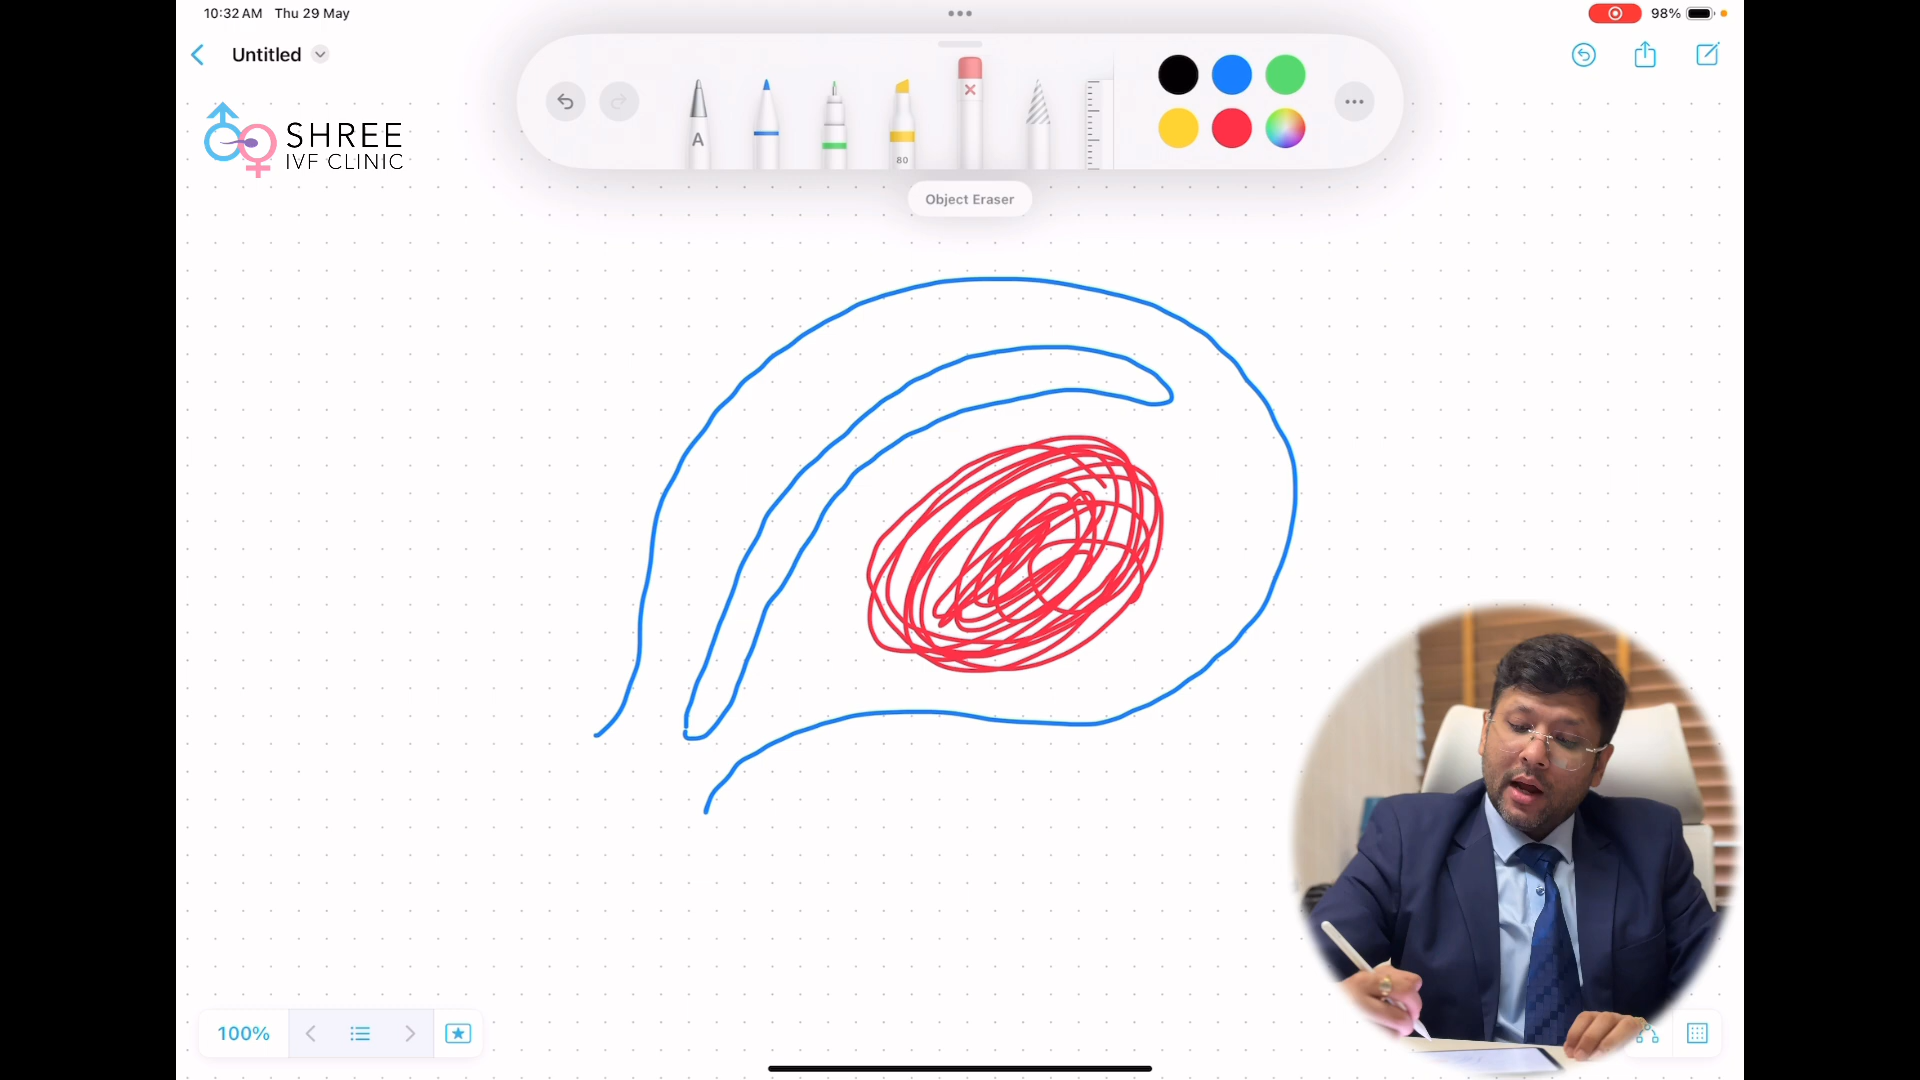 10:32 AM Thu 29 May
98%
Untitled
SHREE
IVF CLINIC
A
80
Object Eraser
100%